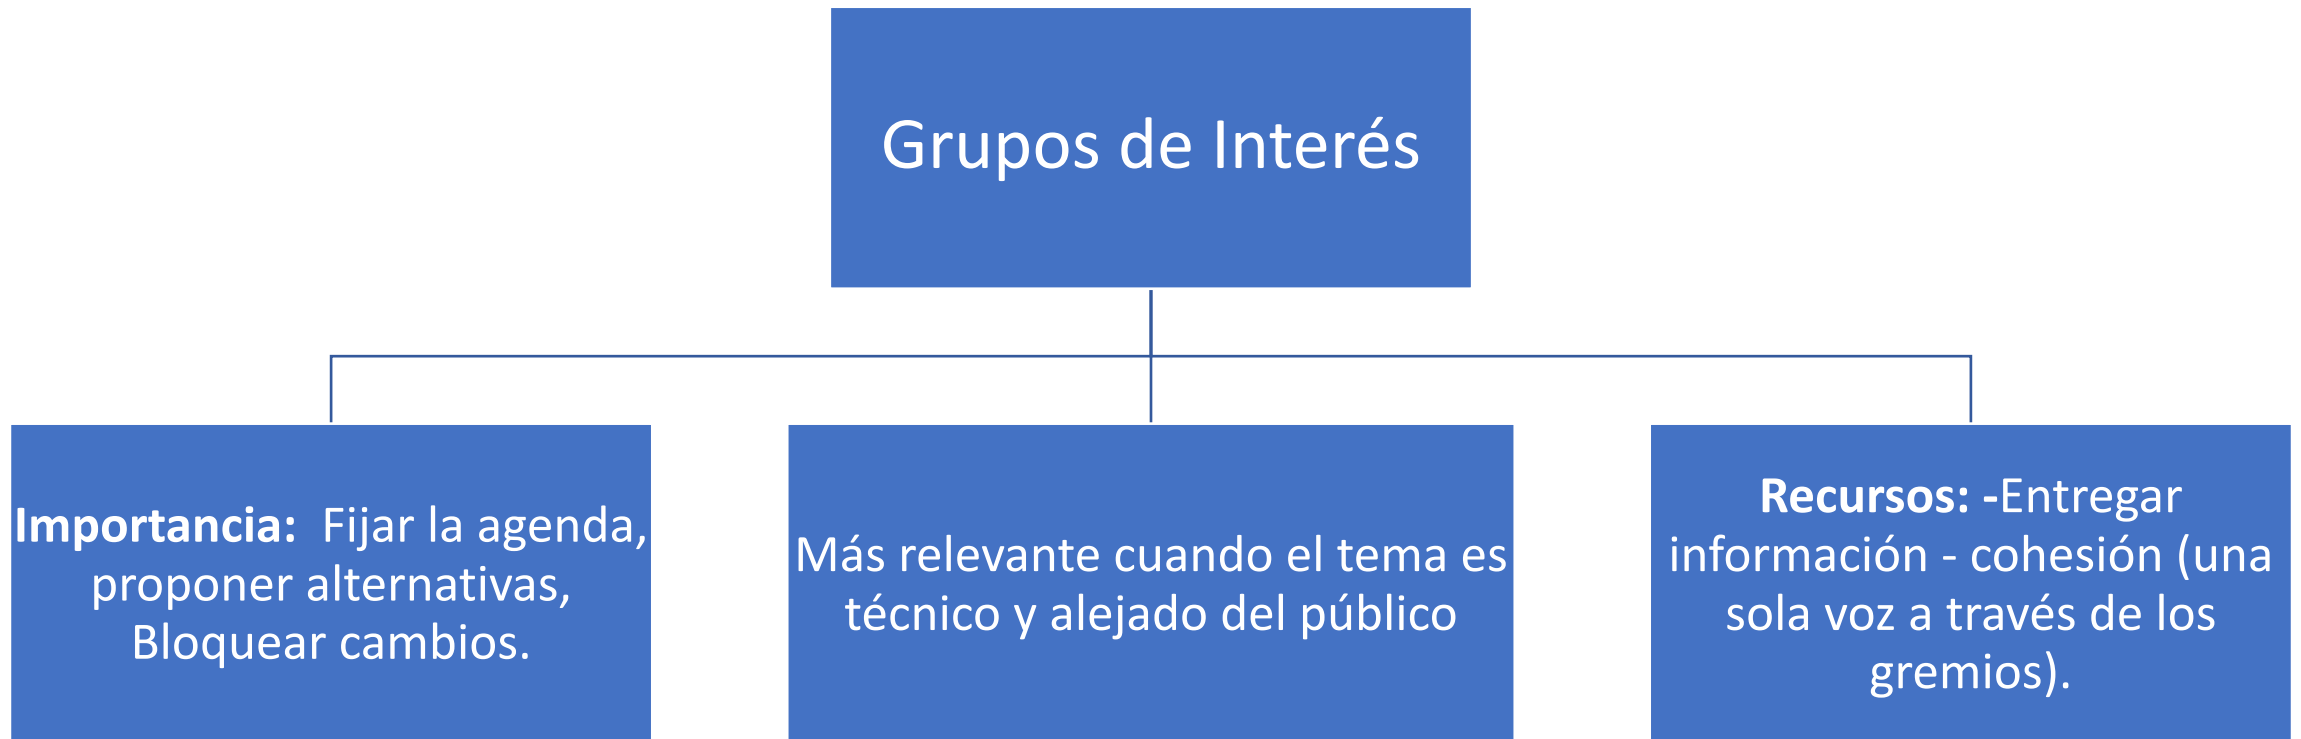 Grupos de Interés
Importancia:  Fijar la agenda,
proponer alternativas,
Bloquear cambios.
Más relevante cuando el tema es
técnico y alejado del público
Recursos: -Entregar
información - cohesión (una
sola voz a través de los
gremios).